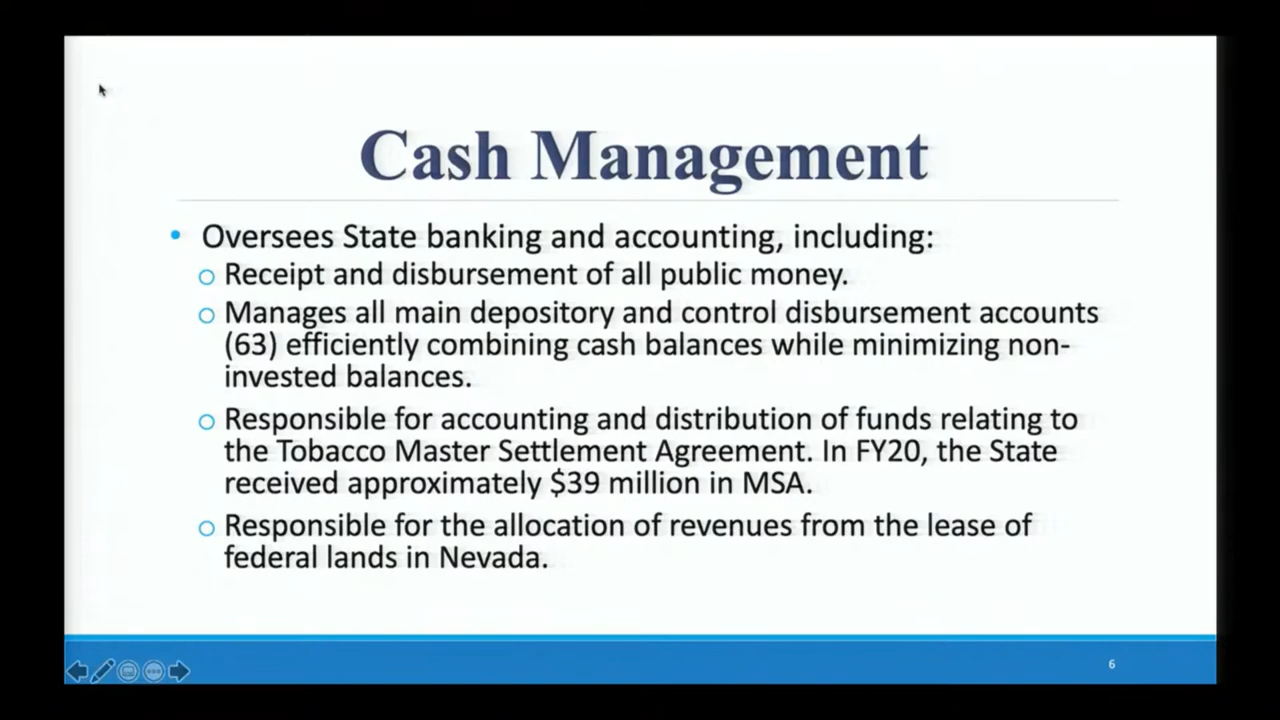 Cash Management
• Oversees State banking and accounting, including:
o Receipt and disbursement of all public money.
o Manages all main depository and control disbursement accounts
(63) efficiently combining cash balances while minimizing non-
invested balances.
o Responsible for accounting and distribution of funds relating to
the Tobacco Master Settlement Agreement. In FY20, the State
received approximately $39 million in MSA.
o Responsible for the allocation of revenues from the lease of
federal lands in Nevada.
6